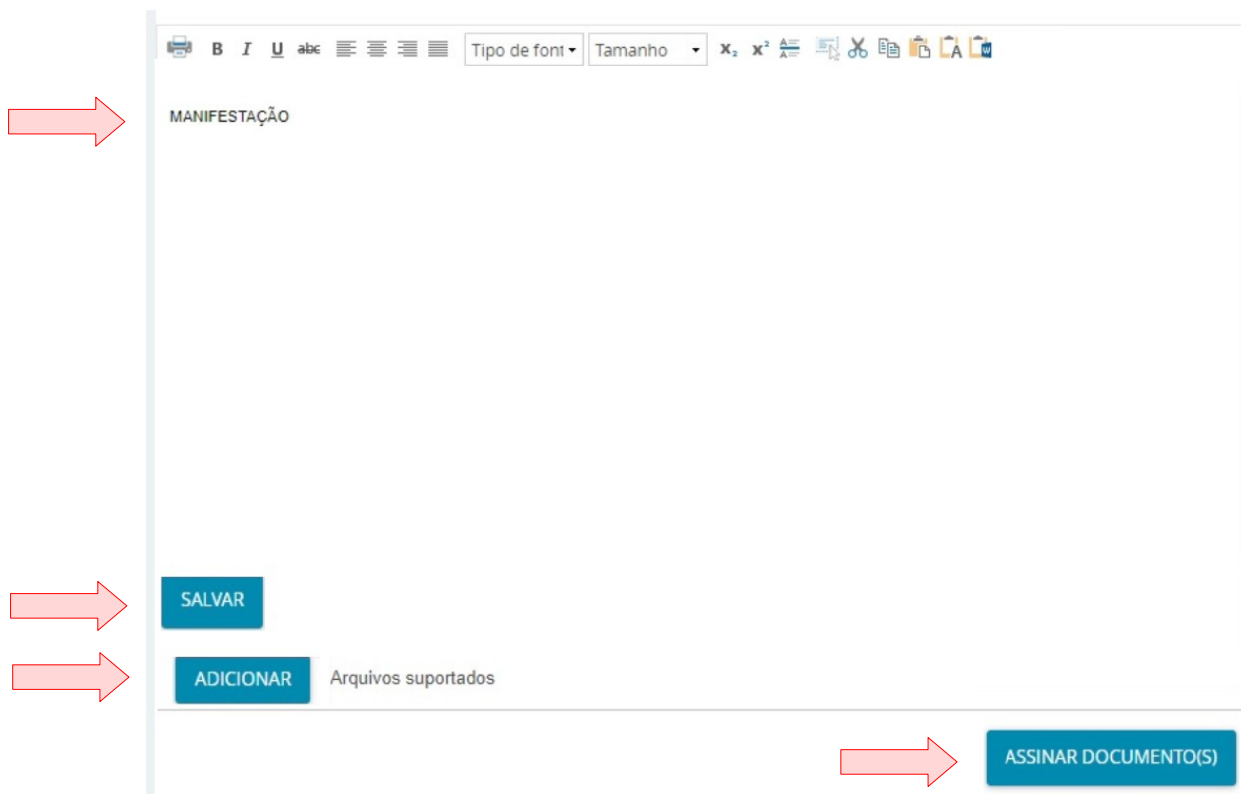 B I U abc Tipo de font Tamanho x₂ x² A A A W
MANIFESTAÇÃO
SALVAR
ADICIONAR Arquivos suportados
ASSINAR DOCUMENTO(S)